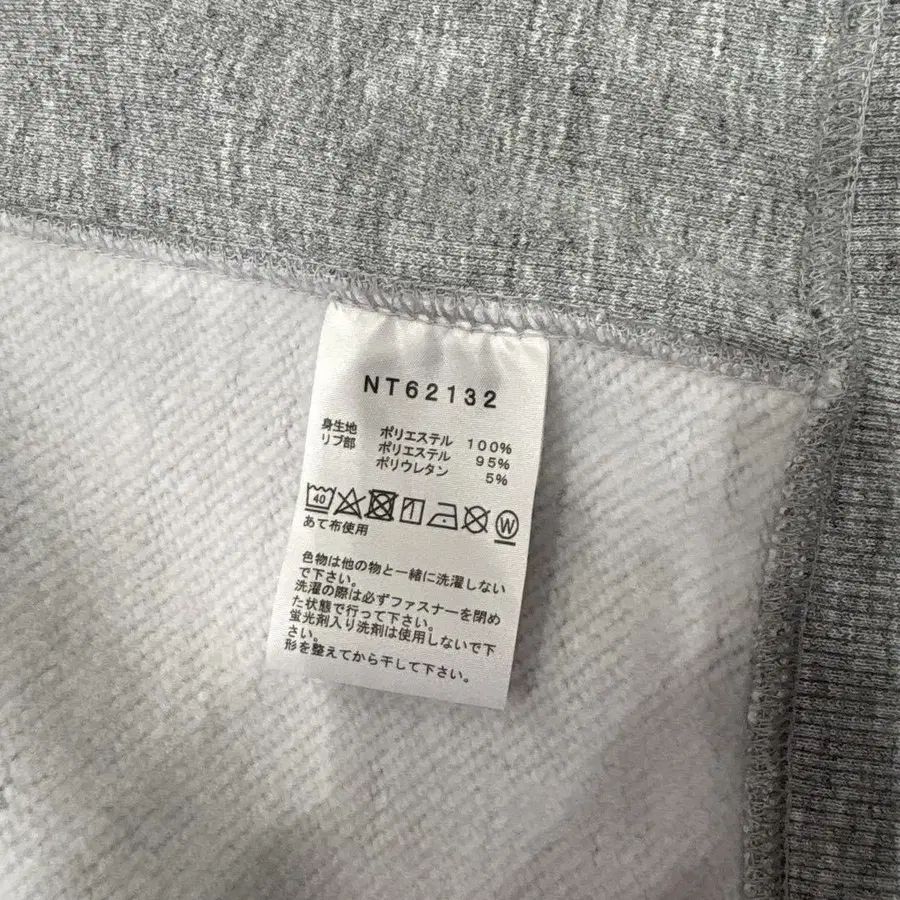 NT62132
身生地 ポリエステル 100%
リブ部 ポリエステル 95%
ポリウレタン 5%
40 W
あて布使用
色物は他の物と一緒に洗濯しない
で下さい。
洗濯の際は必ずファスナーを閉め
た状態で行って下さい。
蛍光剤入り洗剤は使用しないで下
さい。
形を整えてから干して下さい。